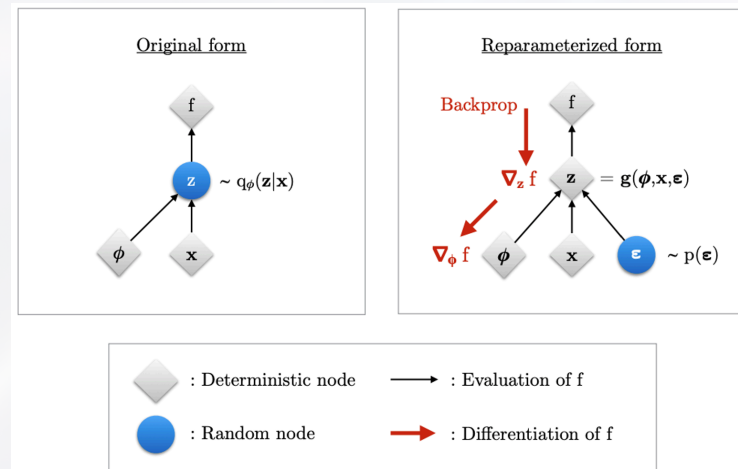 Original form
f
z ~ qϕ(z|x)
ϕ x
Reparameterized form
Backprop f
∇z f z = g(ϕ,x,ε)
∇ϕ f ϕ x ε ~ p(ε)
: Deterministic node : Evaluation of f
: Random node : Differentiation of f